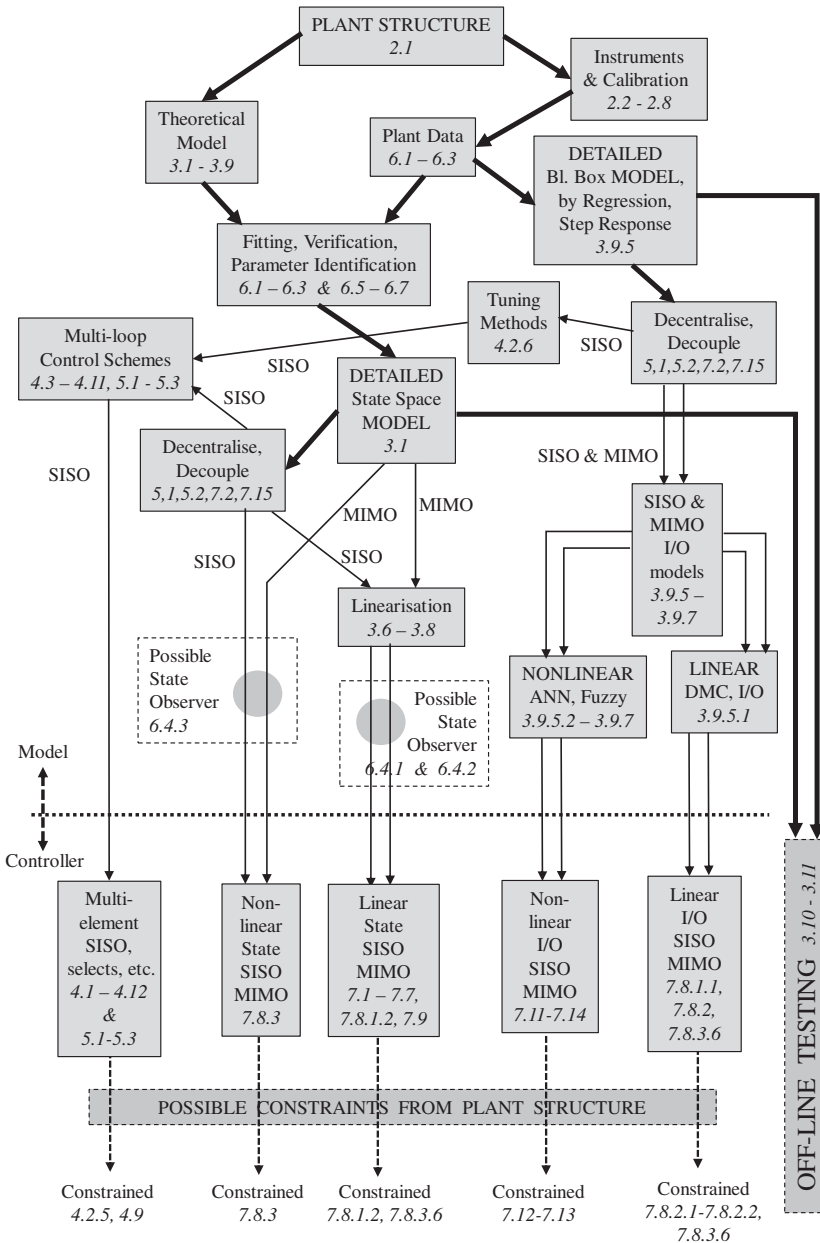 PLANT STRUCTURE
2.1
Instruments
& Calibration
2.2 - 2.8
Theoretical
Model
3.1 - 3.9
Plant Data
6.1 – 6.3
DETAILED
Bl. Box MODEL,
by Regression,
Step Response
3.9.5
Fitting, Verification,
Parameter Identification
6.1 – 6.3 & 6.5 – 6.7
Tuning
Methods
4.2.6
Decentralise,
Decouple
5,1,5.2,7.2,7.15
SISO
Multi-loop
Control Schemes
4.3 – 4.11, 5.1 - 5.3
SISO
SISO
DETAILED
State Space
MODEL
3.1
Decentralise,
Decouple
5,1,5.2,7.2,7.15
SISO
SISO & MIMO
MIMO
MIMO
SISO
SISO
SISO &
MIMO
I/O
models
3.9.5 –
3.9.7
Linearisation
3.6 – 3.8
Possible
State
Observer
6.4.3
Possible
State
Observer
6.4.1 & 6.4.2
NONLINEAR
ANN, Fuzzy
3.9.5.2 – 3.9.7
LINEAR
DMC, I/O
3.9.5.1
Model
Controller
Multi-
element
SISO,
selects, etc.
4.1 – 4.12
&
5.1-5.3
Non-
linear
State
SISO
MIMO
7.8.3
Linear
State
SISO
MIMO
7.1 – 7.7,
7.8.1.2, 7.9
Non-
linear
I/O
SISO
MIMO
7.11-7.14
Linear
I/O
SISO
MIMO
7.8.1.1,
7.8.2,
7.8.3.6
OFF-LINE TESTING 3.10 - 3.11
POSSIBLE CONSTRAINTS FROM PLANT STRUCTURE
Constrained
4.2.5, 4.9
Constrained
7.8.3
Constrained
7.8.1.2, 7.8.3.6
Constrained
7.12-7.13
Constrained
7.8.2.1-7.8.2.2,
7.8.3.6